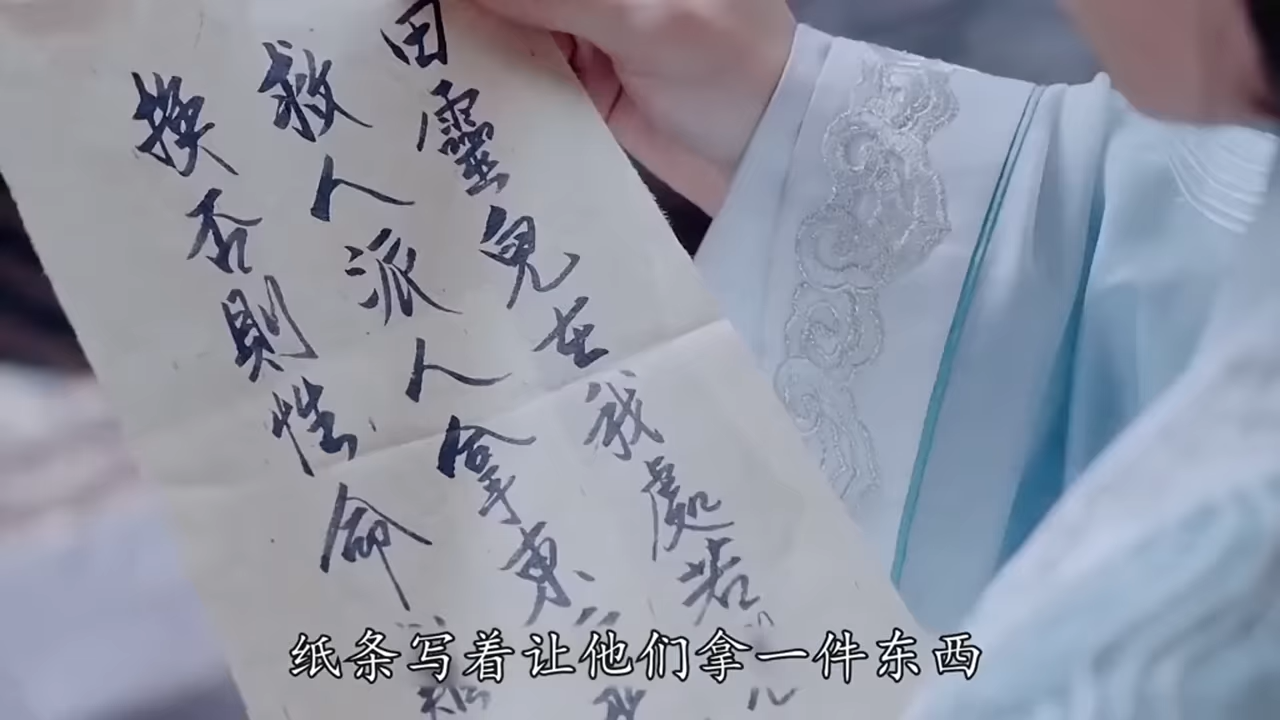 田靈兒在我處若
救人派人拿東
換否則性命
纸条写着让他们拿一件东西